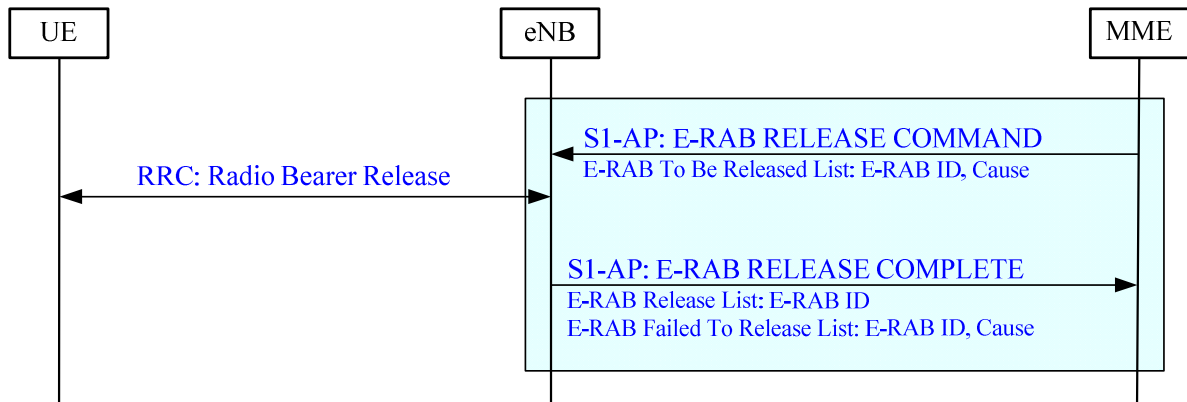 UE
eNB
MME
S1-AP: E-RAB RELEASE COMMAND
E-RAB To Be Released List: E-RAB ID, Cause
RRC: Radio Bearer Release
S1-AP: E-RAB RELEASE COMPLETE
E-RAB Release List: E-RAB ID
E-RAB Failed To Release List: E-RAB ID, Cause